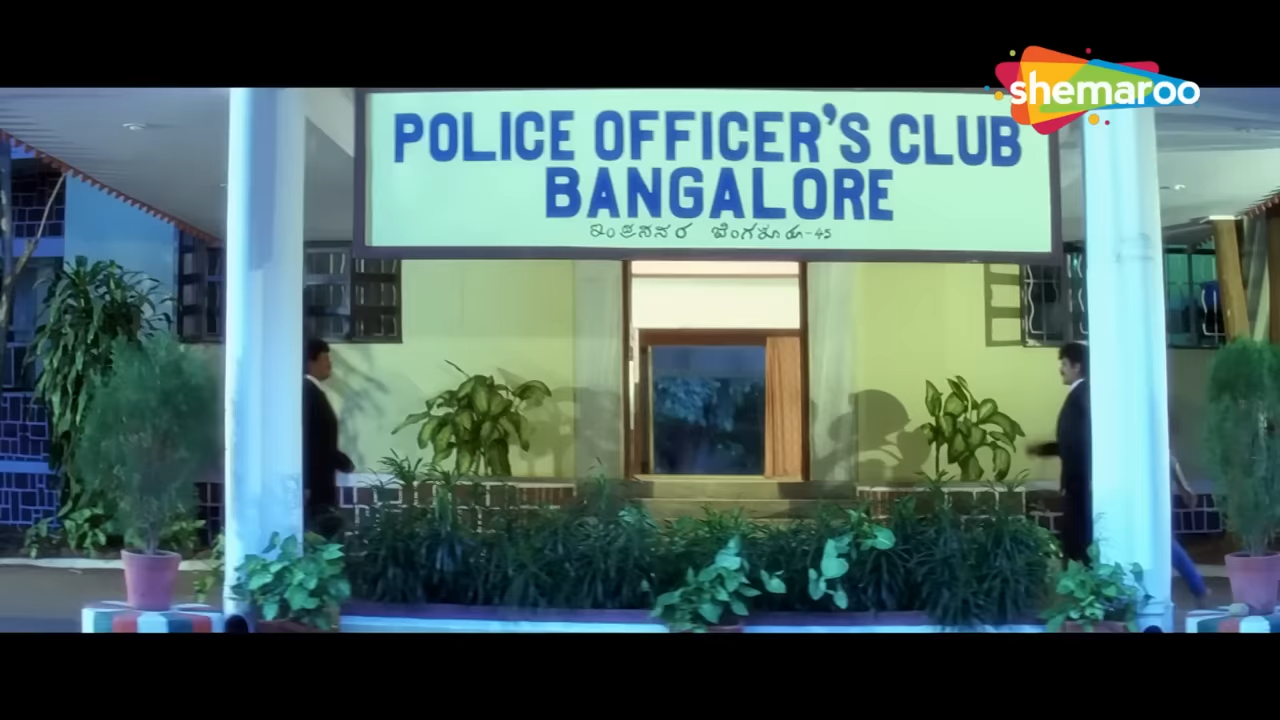 shemaroo
POLICE OFFICER'S CLUB
BANGALORE
ಬೆಂಗಳೂರು-45